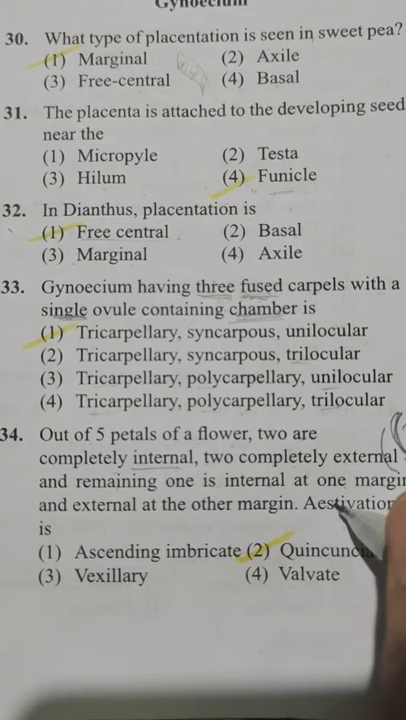 Gynoecium
30. What type of placentation is seen in sweet pea?
(1) Marginal (2) Axile
(3) Free-central (4) Basal
31. The placenta is attached to the developing seed
near the
(1) Micropyle (2) Testa
(3) Hilum (4) Funicle
32. In Dianthus, placentation is
(1) Free central (2) Basal
(3) Marginal (4) Axile
33. Gynoecium having three fused carpels with a
single ovule containing chamber is
(1) Tricarpellary, syncarpous, unilocular
(2) Tricarpellary, syncarpous, trilocular
(3) Tricarpellary, polycarpellary, unilocular
(4) Tricarpellary, polycarpellary, trilocular
34. Out of 5 petals of a flower, two are
completely internal, two completely external
and remaining one is internal at one margin
and external at the other margin. Aestivation
is
(1) Ascending imbricate (2) Quincuncial
(3) Vexillary (4) Valvate